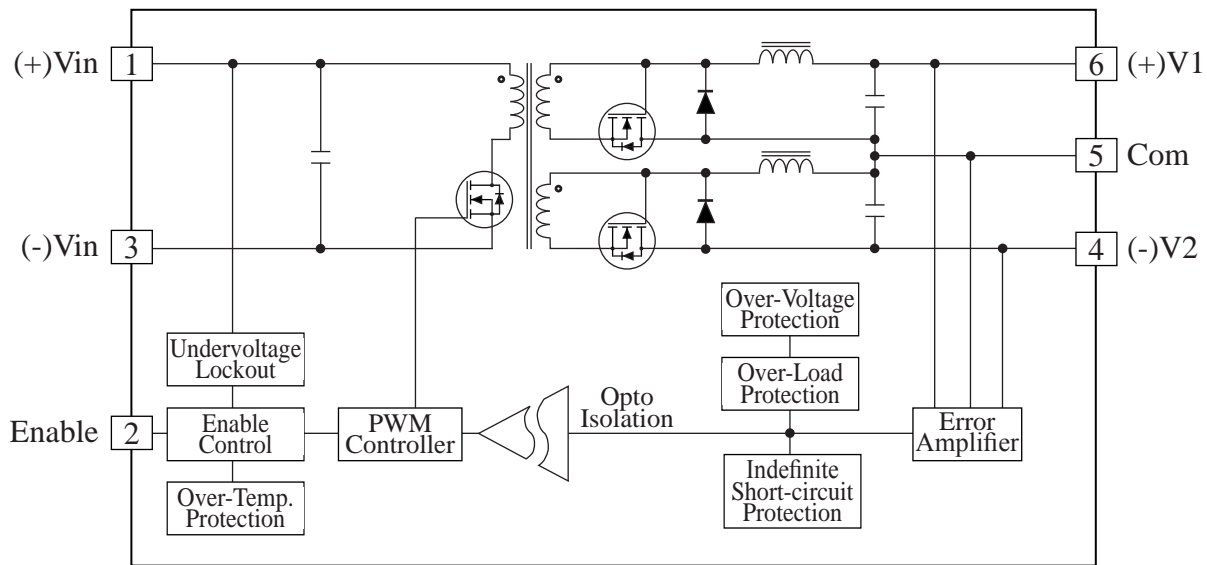 (+)Vin 1
6 (+)V1
5 Com
(-)Vin 3
4 (-)V2
Over-Voltage
Protection
Undervoltage
Lockout
Over-Load
Protection
Opto
Isolation
Enable 2
Enable
Control
PWM
Controller
Error
Amplifier
Indefinite
Short-circuit
Protection
Over-Temp.
Protection